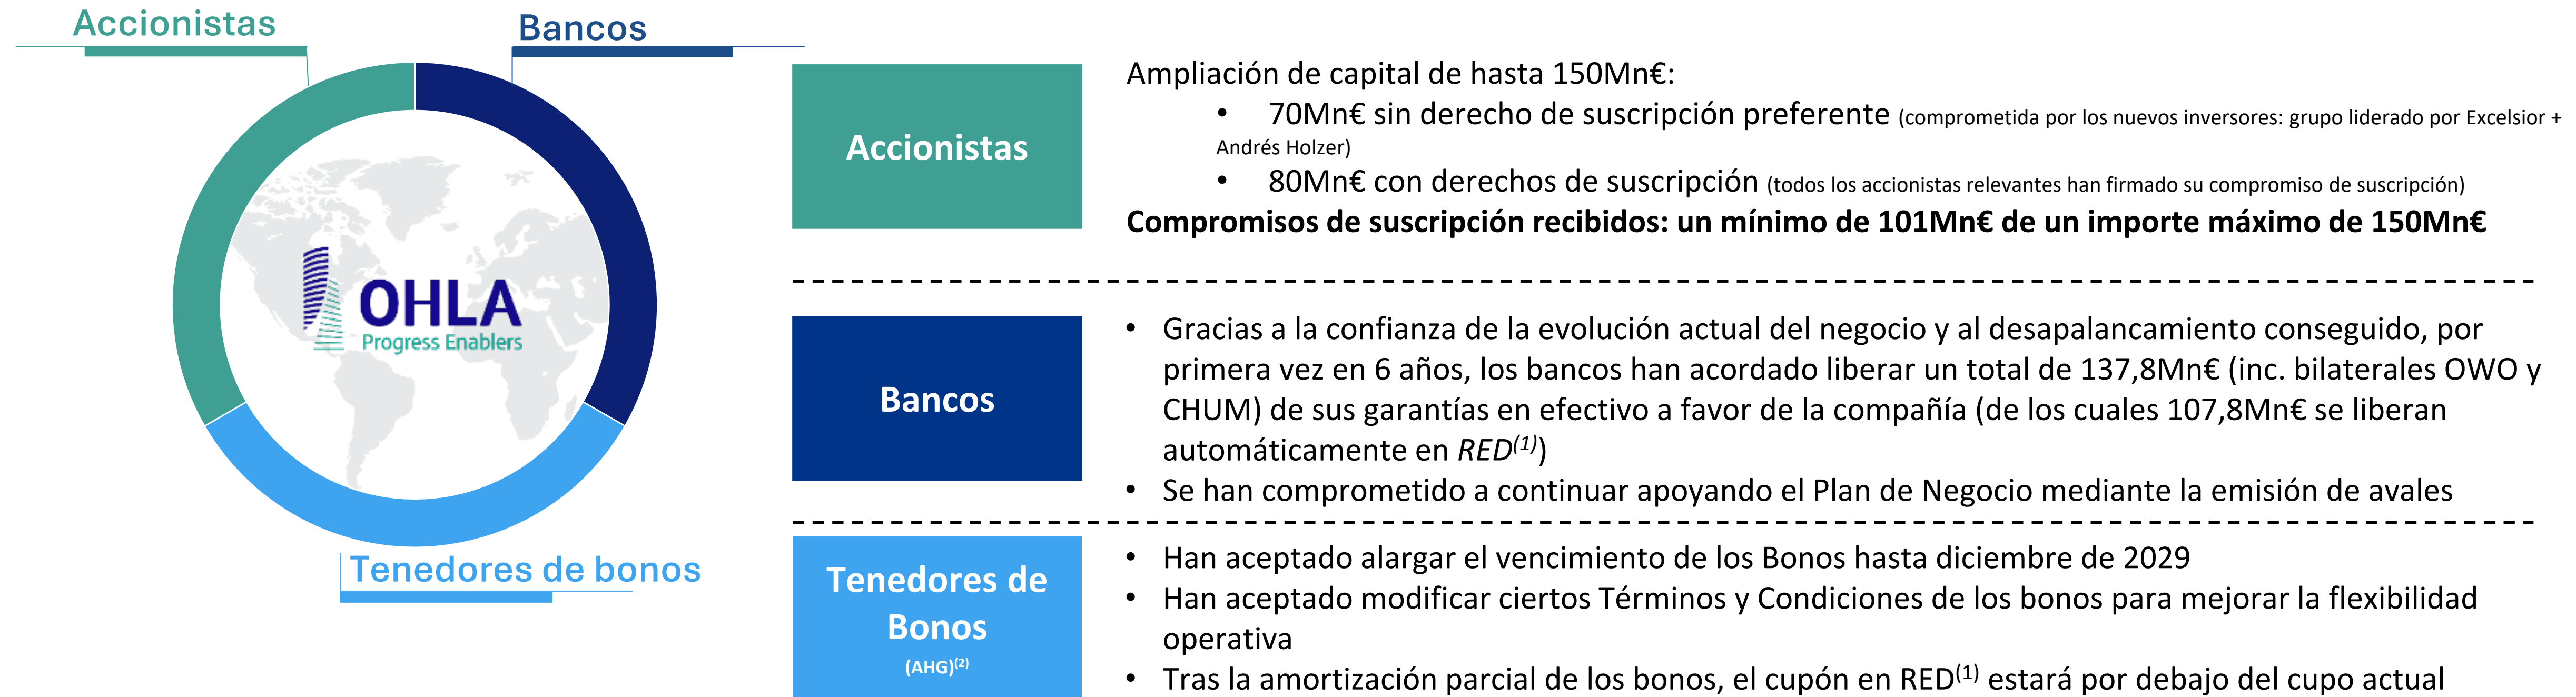 Accionistas
Bancos
OHLA
Progress Enablers
Tenedores de bonos
Accionistas
Ampliación de capital de hasta 150Mn€:
• 70Mn€ sin derecho de suscripción preferente (comprometida por los nuevos inversores: grupo liderado por Excelsior +
Andrés Holzer)
• 80Mn€ con derechos de suscripción (todos los accionistas relevantes han firmado su compromiso de suscripción)
Compromisos de suscripción recibidos: un mínimo de 101Mn€ de un importe máximo de 150Mn€
Bancos
• Gracias a la confianza de la evolución actual del negocio y al desapalancamiento conseguido, por
primera vez en 6 años, los bancos han acordado liberar un total de 137,8Mn€ (inc. bilaterales OWO y
CHUM) de sus garantías en efectivo a favor de la compañía (de los cuales 107,8Mn€ se liberan
automáticamente en RED(1))
• Se han comprometido a continuar apoyando el Plan de Negocio mediante la emisión de avales
Tenedores de
Bonos
(AHG)(2)
• Han aceptado alargar el vencimiento de los Bonos hasta diciembre de 2029
• Han aceptado modificar ciertos Términos y Condiciones de los bonos para mejorar la flexibilidad
operativa
• Tras la amortización parcial de los bonos, el cupón en RED(1) estará por debajo del cupo actual